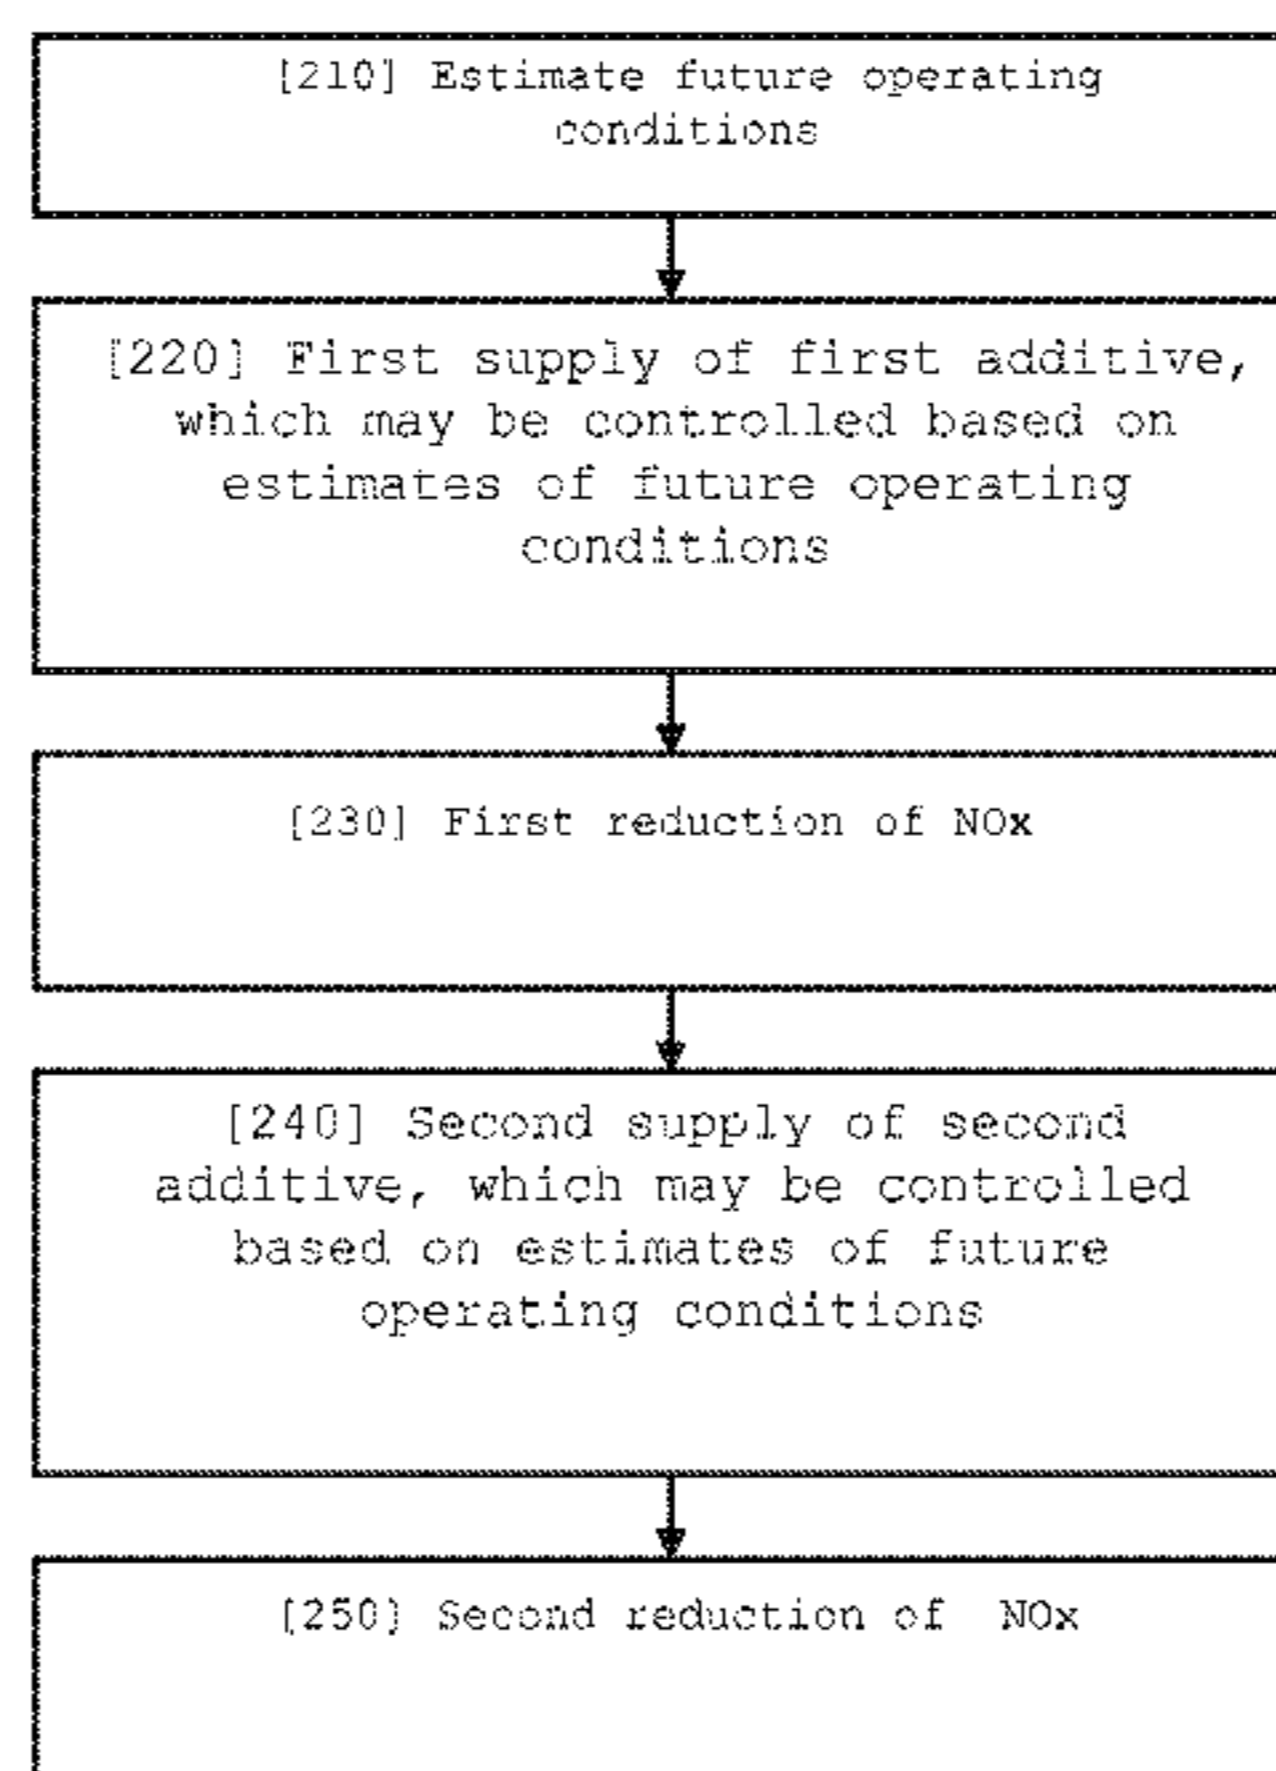 [210] Estimate future operating
conditions
[220] First supply of first additive,
which may be controlled based on
estimates of future operating
conditions
[230] First reduction of NOx
[240] Second supply of second
additive, which may be controlled
based on estimates of future
operating conditions
[250] Second reduction of NOx